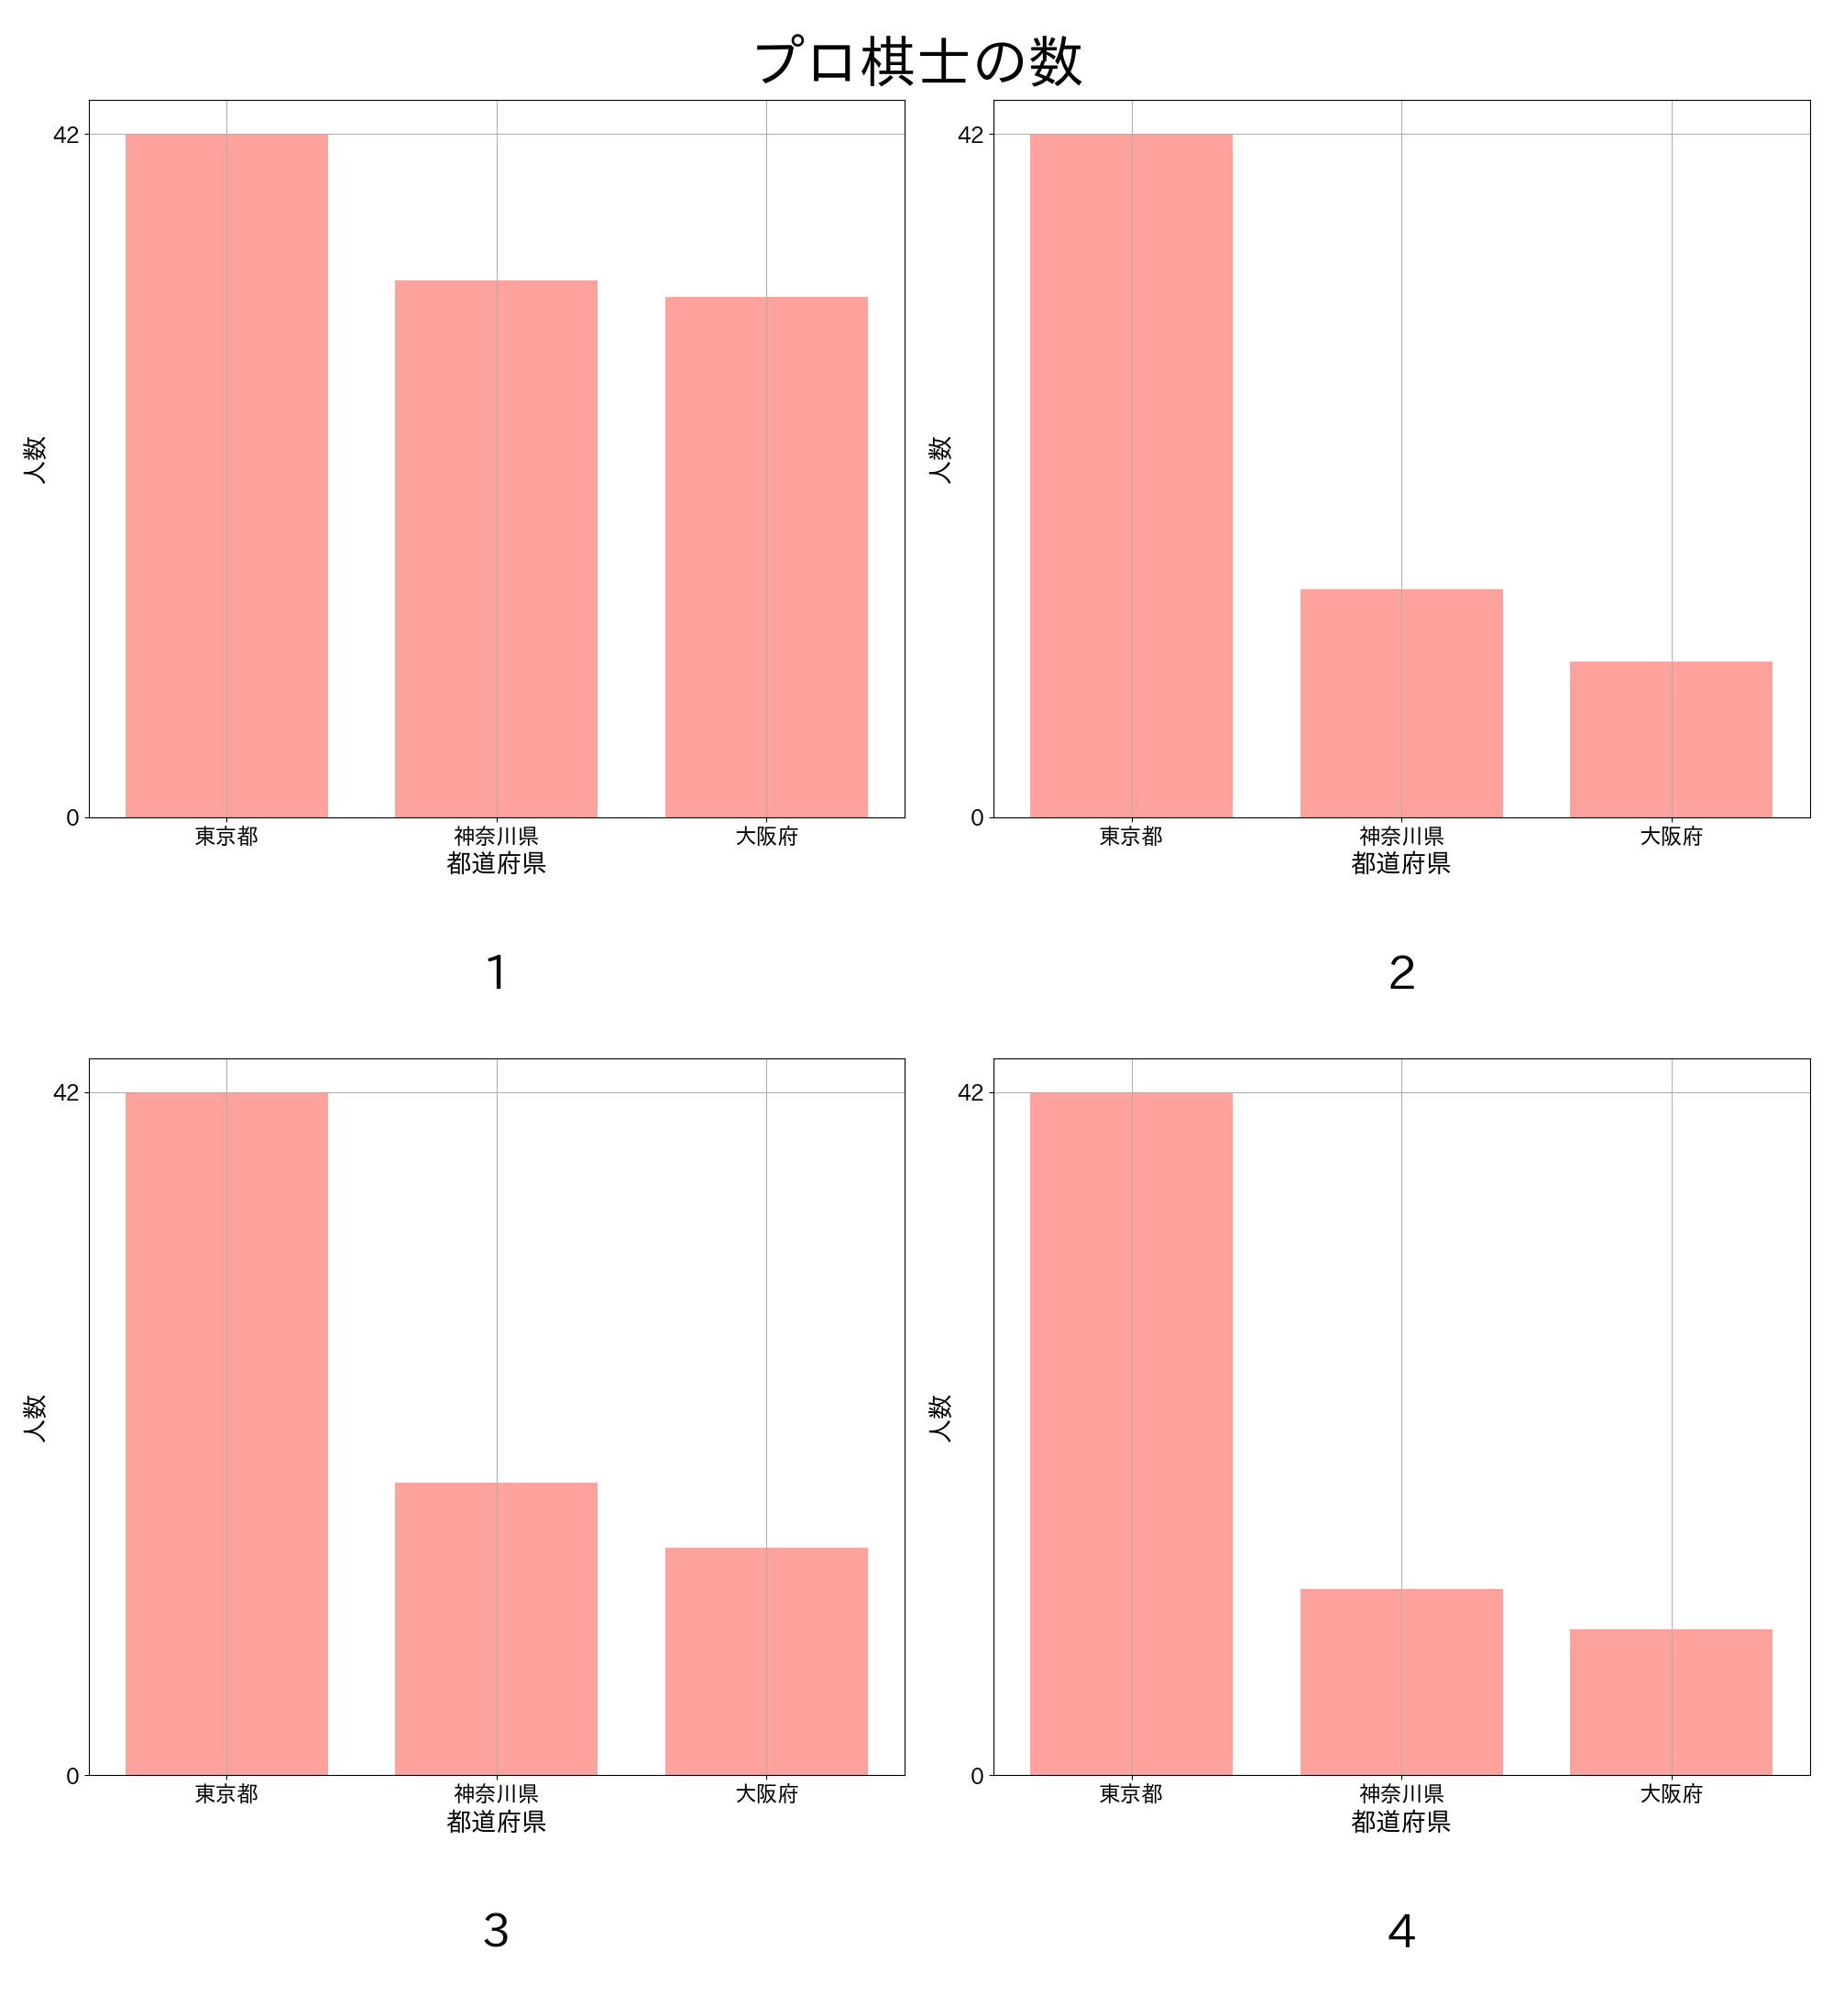 プロ棋士の数
42
人数
0
東京都 神奈川県 大阪府
都道府県
1
42
人数
0
東京都 神奈川県 大阪府
都道府県
2
42
人数
0
東京都 神奈川県 大阪府
都道府県
3
42
人数
0
東京都 神奈川県 大阪府
都道府県
4